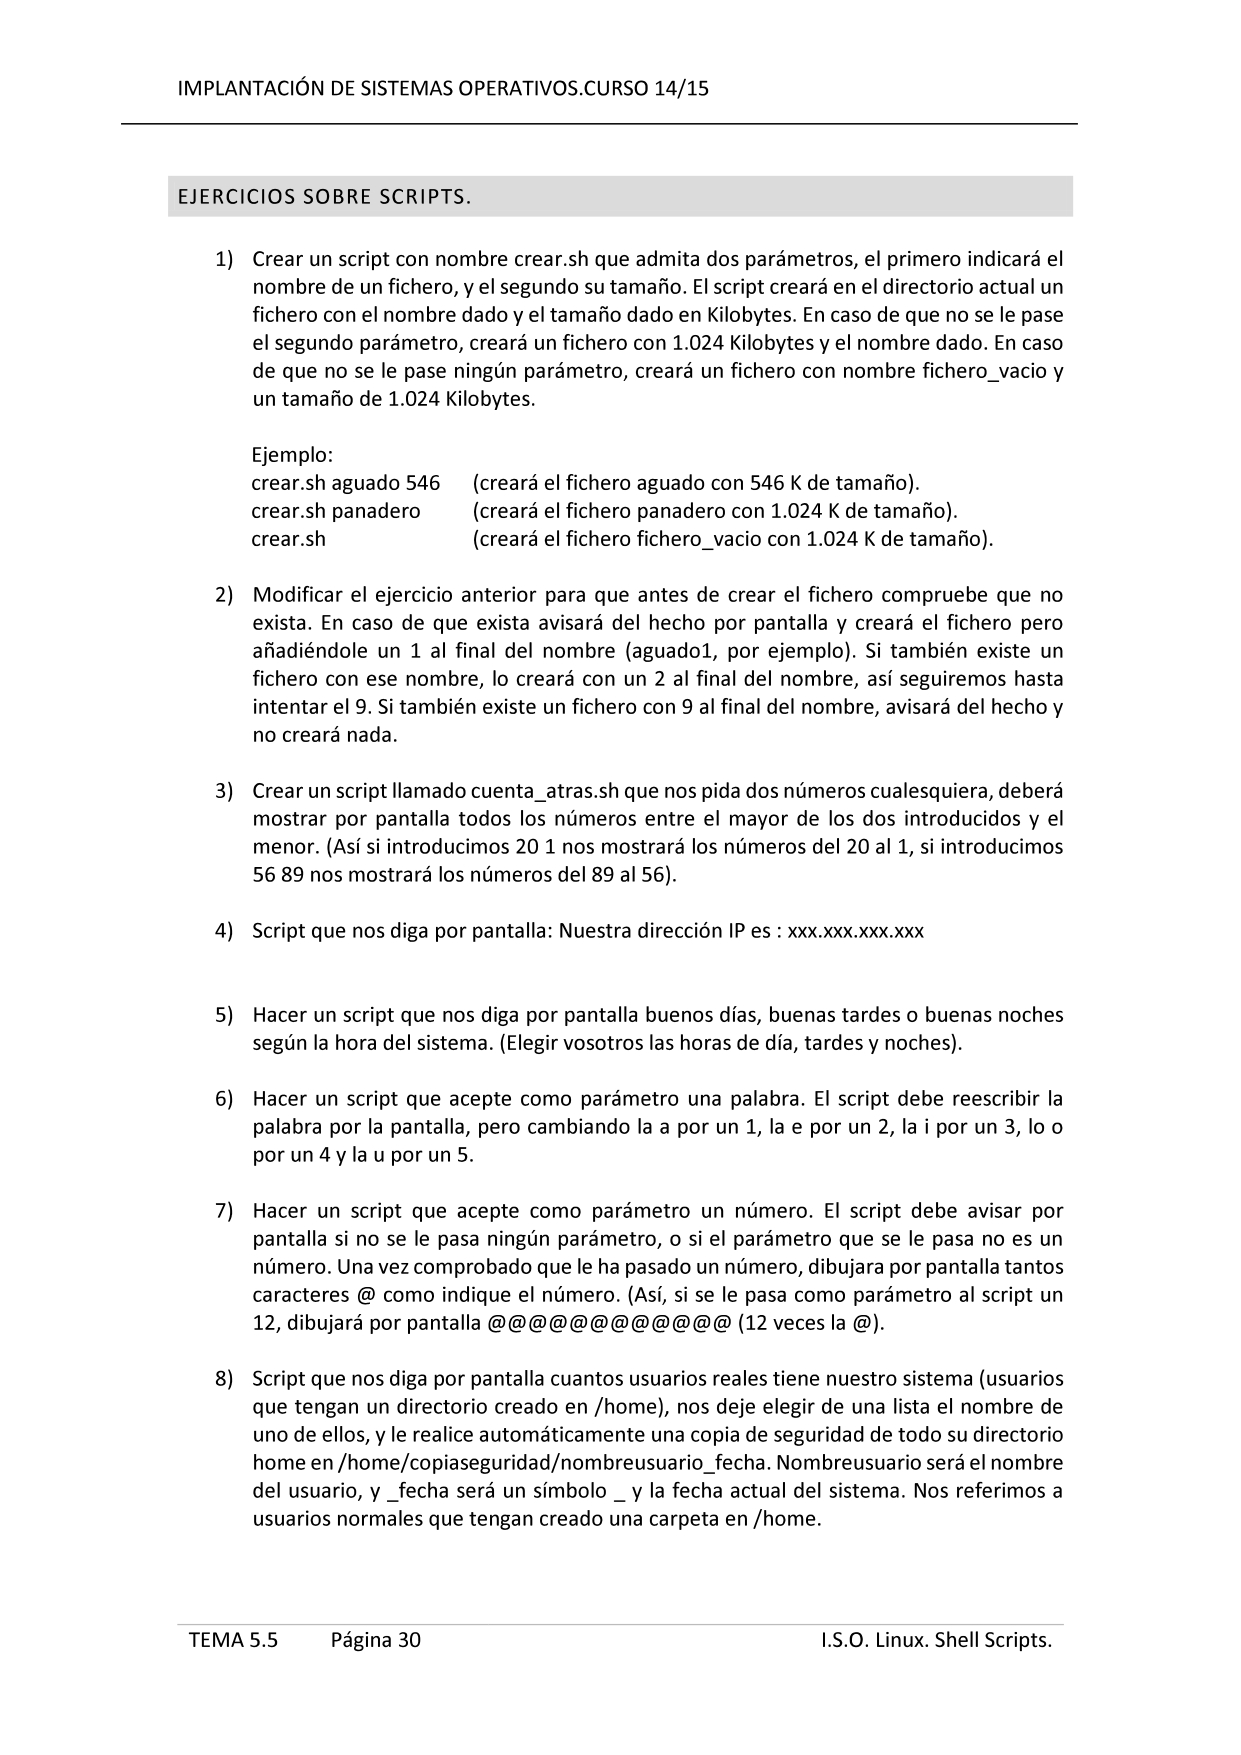 IMPLANTACIÓN DE SISTEMAS OPERATIVOS.CURSO 14/15
EJERCICIOS SOBRE SCRIPTS.
1) Crear un script con nombre crear.sh que admita dos parámetros, el primero indicará el
nombre de un fichero, y el segundo su tamaño. El script creará en el directorio actual un
fichero con el nombre dado y el tamaño dado en Kilobytes. En caso de que no se le pase
el segundo parámetro, creará un fichero con 1.024 Kilobytes y el nombre dado. En caso
de que no se le pase ningún parámetro, creará un fichero con nombre fichero_vacio y
un tamaño de 1.024 Kilobytes.
Ejemplo:
crear.sh aguado 546 (creará el fichero aguado con 546 K de tamaño).
crear.sh panadero (creará el fichero panadero con 1.024 K de tamaño).
crear.sh (creará el fichero fichero_vacio con 1.024 K de tamaño).
2) Modificar el ejercicio anterior para que antes de crear el fichero compruebe que no
exista. En caso de que exista avisará del hecho por pantalla y creará el fichero pero
añadiéndole un 1 al final del nombre (aguado1, por ejemplo). Si también existe un
fichero con ese nombre, lo creará con un 2 al final del nombre, así seguiremos hasta
intentar el 9. Si también existe un fichero con 9 al final del nombre, avisará del hecho y
no creará nada.
3) Crear un script llamado cuenta_atras.sh que nos pida dos números cualesquiera, deberá
mostrar por pantalla todos los números entre el mayor de los dos introducidos y el
menor. (Así si introducimos 20 1 nos mostrará los números del 20 al 1, si introducimos
56 89 nos mostrará los números del 89 al 56).
4) Script que nos diga por pantalla: Nuestra dirección IP es : xxx.xxx.xxx.xxx
5) Hacer un script que nos diga por pantalla buenos días, buenas tardes o buenas noches
según la hora del sistema. (Elegir vosotros las horas de día, tardes y noches).
6) Hacer un script que acepte como parámetro una palabra. El script debe reescribir la
palabra por la pantalla, pero cambiando la a por un 1, la e por un 2, la i por un 3, lo o
por un 4 y la u por un 5.
7) Hacer un script que acepte como parámetro un número. El script debe avisar por
pantalla si no se le pasa ningún parámetro, o si el parámetro que se le pasa no es un
número. Una vez comprobado que le ha pasado un número, dibujara por pantalla tantos
caracteres @ como indique el número. (Así, si se le pasa como parámetro al script un
12, dibujará por pantalla @@@@@@@@@@@@ (12 veces la @).
8) Script que nos diga por pantalla cuantos usuarios reales tiene nuestro sistema (usuarios
que tengan un directorio creado en /home), nos deje elegir de una lista el nombre de
uno de ellos, y le realice automáticamente una copia de seguridad de todo su directorio
home en /home/copiaseguridad/nombreusuario_fecha. Nombreusuario será el nombre
del usuario, y _fecha será un símbolo _ y la fecha actual del sistema. Nos referimos a
usuarios normales que tengan creado una carpeta en /home.
TEMA 5.5 Página 30 I.S.O. Linux. Shell Scripts.